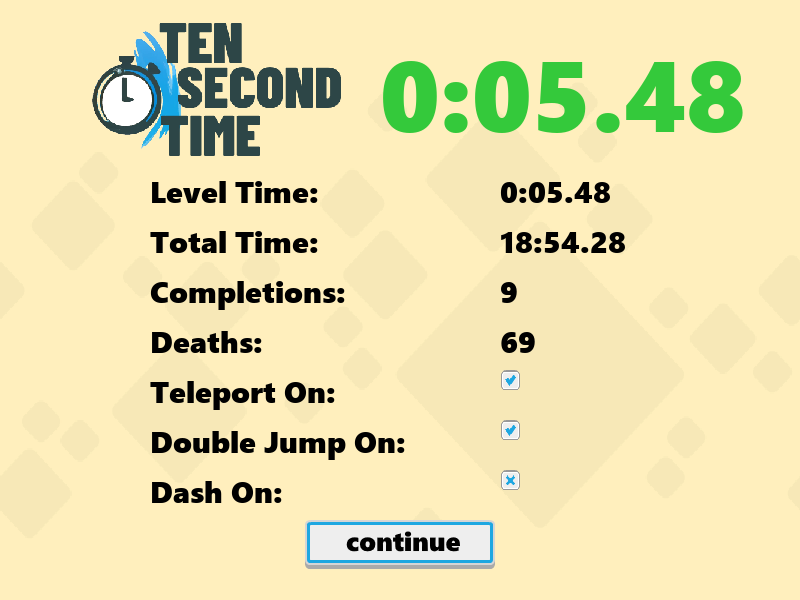 TEN
SECOND
TIME
0:05.48
Level Time: 0:05.48
Total Time: 18:54.28
Completions: 9
Deaths: 69
Teleport On:
Double Jump On:
Dash On:
continue